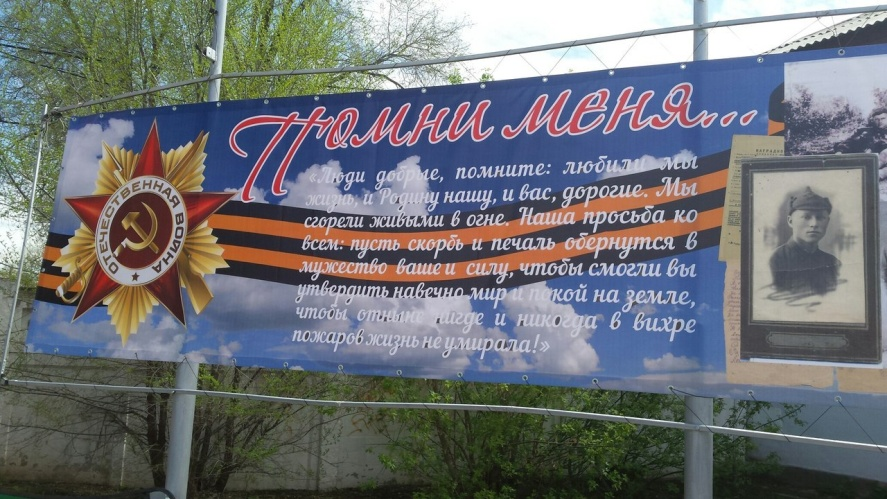 Помни меня...
«Люди добрые, помните: любили мы
жизнь, и Родину нашу, и вас, дорогие. Мы
сгорели живыми в огне. Наша просьба ко
всем: пусть скорбь и печаль обернутся в
мужество ваше и силу, чтобы смогли вы
утвердить навечно мир и покой на земле,
чтобы отныне нигде и никогда в вихре
пожаров жизнь не умирала!»
ОТЕЧЕСТВЕННАЯ ВОЙНА